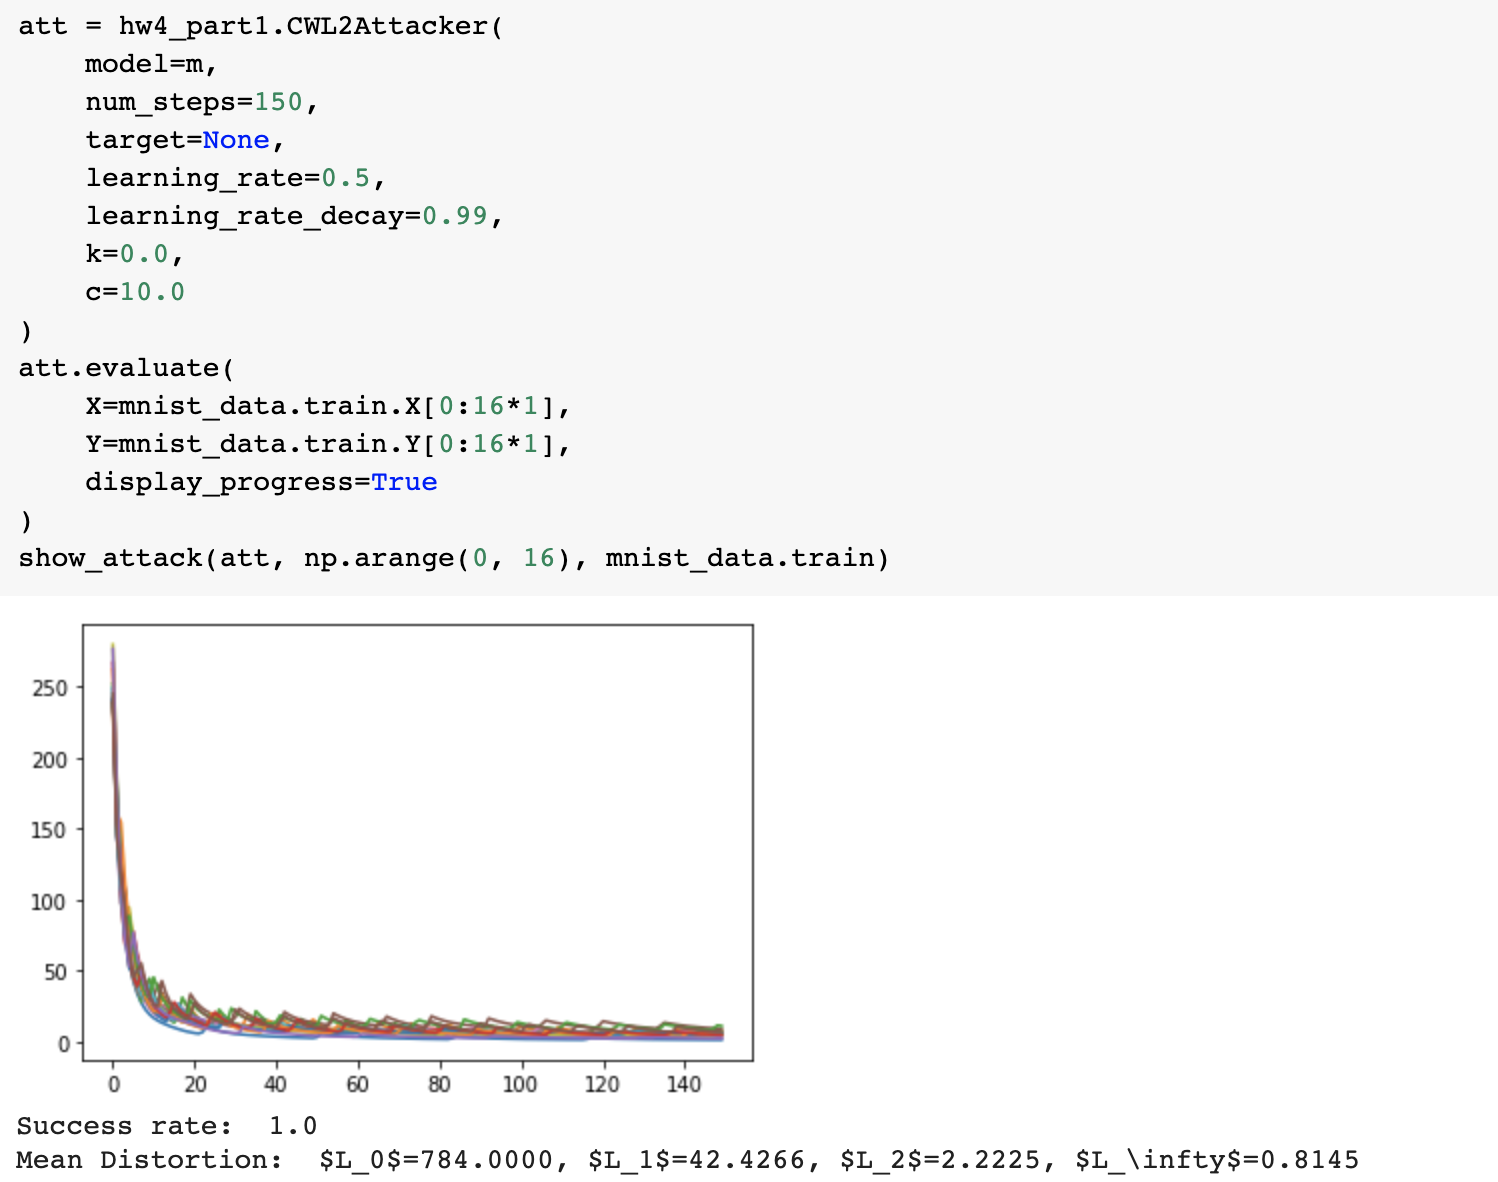 att = hw4_part1.CWL2Attacker(
    model=m,
    num_steps=150,
    target=None,
    learning_rate=0.5,
    learning_rate_decay=0.99,
    k=0.0,
    c=10.0
)
att.evaluate(
    X=mnist_data.train.X[0:16*1],
    Y=mnist_data.train.Y[0:16*1],
    display_progress=True
)
show_attack(att, np.arange(0, 16), mnist_data.train)
250
200
150
100
50
0
0 20 40 60 80 100 120 140
Success rate:  1.0
Mean Distortion:  $L_0$=784.0000, $L_1$=42.4266, $L_2$=2.2225, $L_\infty$=0.8145